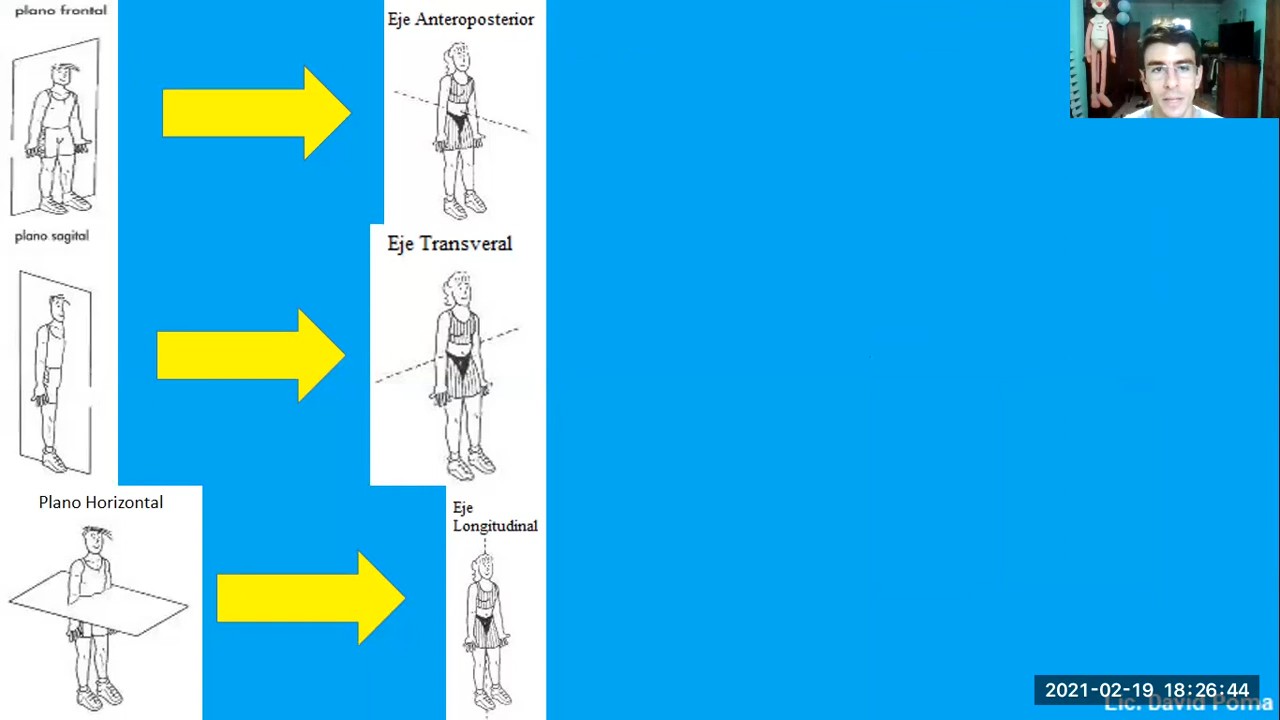 plano frontal
Eje Anteroposterior
plano sagital
Eje Transveral
Plano Horizontal
Eje
Longitudinal
2021-02-19 18:26:44
Lic. David Poma